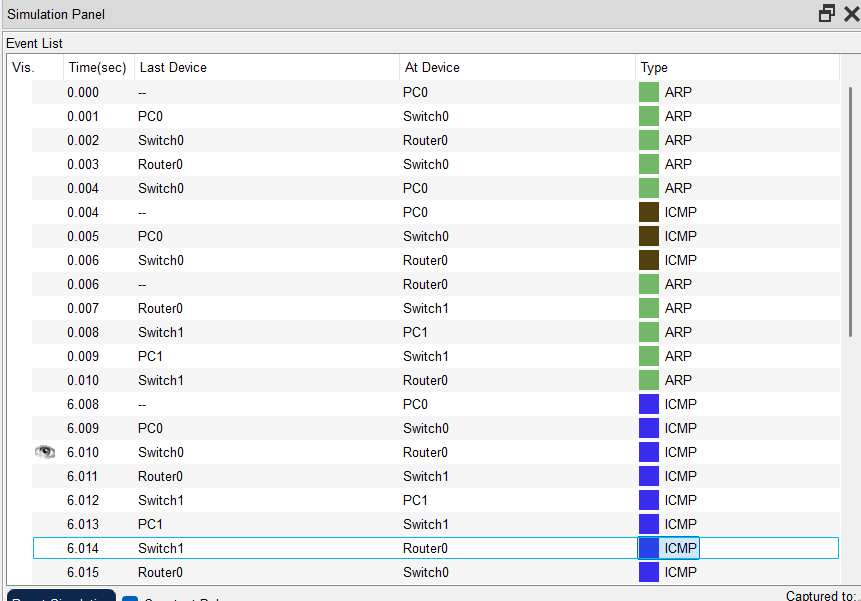 Simulation Panel
Event List
Vis. Time(sec) Last Device At Device Type
0.000 -- PC0 ARP
0.001 PC0 Switch0 ARP
0.002 Switch0 Router0 ARP
0.003 Router0 Switch0 ARP
0.004 Switch0 PC0 ARP
0.004 -- PC0 ICMP
0.005 PC0 Switch0 ICMP
0.006 Switch0 Router0 ICMP
0.006 -- Router0 ARP
0.007 Router0 Switch1 ARP
0.008 Switch1 PC1 ARP
0.009 PC1 Switch1 ARP
0.010 Switch1 Router0 ARP
6.008 -- PC0 ICMP
6.009 PC0 Switch0 ICMP
6.010 Switch0 Router0 ICMP
6.011 Router0 Switch1 ICMP
6.012 Switch1 PC1 ICMP
6.013 PC1 Switch1 ICMP
6.014 Switch1 Router0 ICMP
6.015 Router0 Switch0 ICMP
Captured to: